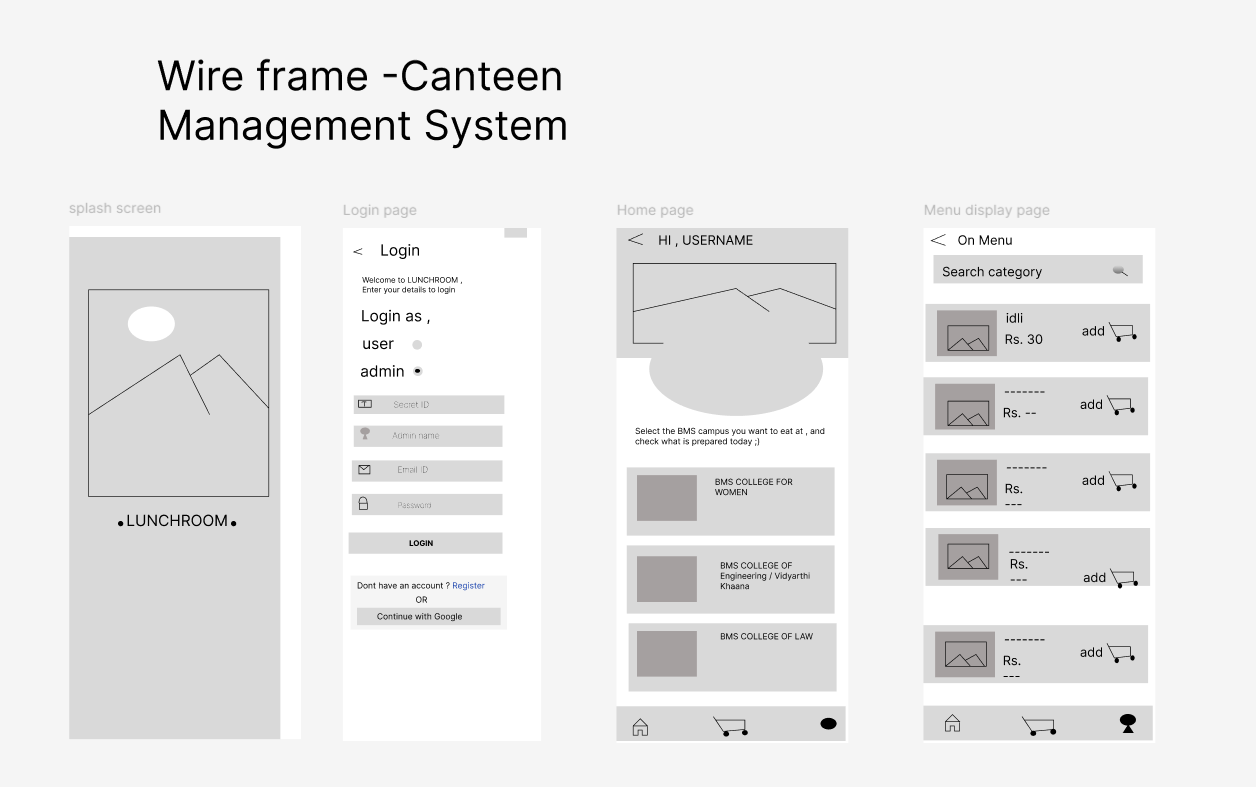 Wire frame -Canteen
Management System
splash screen
•LUNCHROOM•
Login page
< Login
Welcome to LUNCHROOM ,
Enter your details to login
Login as ,
user
admin
Secret ID
Admin name
Email ID
Password
LOGIN
Dont have an account ? Register
OR
Continue with Google
Home page
HI , USERNAME
Select the BMS campus you want to eat at , and
check what is prepared today ;)
BMS COLLEGE FOR
WOMEN
BMS COLLEGE OF
Engineering / Vidyarthi
Khaana
BMS COLLEGE OF LAW
Menu display page
On Menu
Search category
idli
Rs. 30
add
-------
Rs. --
add
-------
Rs.
---
add
-------
Rs.
---
add
-------
Rs.
---
add